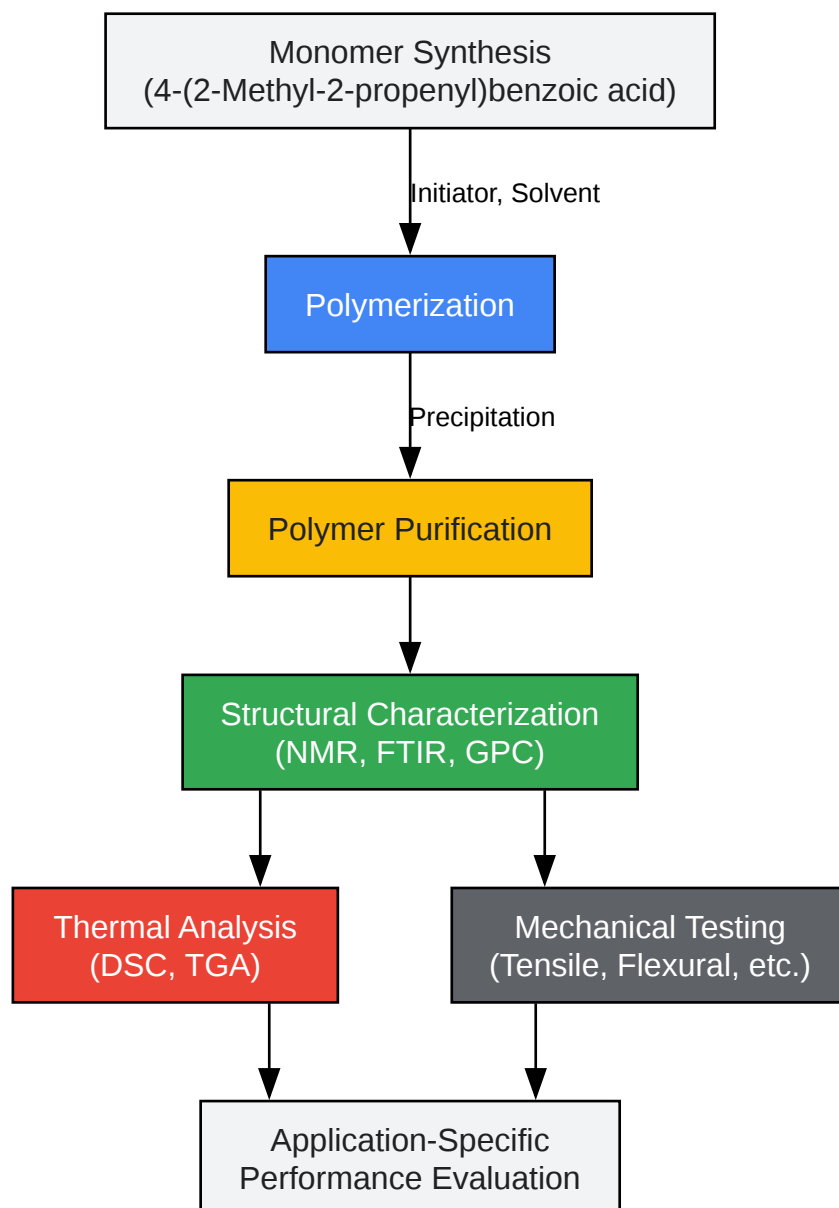 Monomer Synthesis
(4-(2-Methyl-2-propenyl)benzoic acid)
Initiator, Solvent
Polymerization
Precipitation
Polymer Purification
Structural Characterization
(NMR, FTIR, GPC)
Thermal Analysis
(DSC, TGA)
Mechanical Testing
(Tensile, Flexural, etc.)
Application-Specific
Performance Evaluation